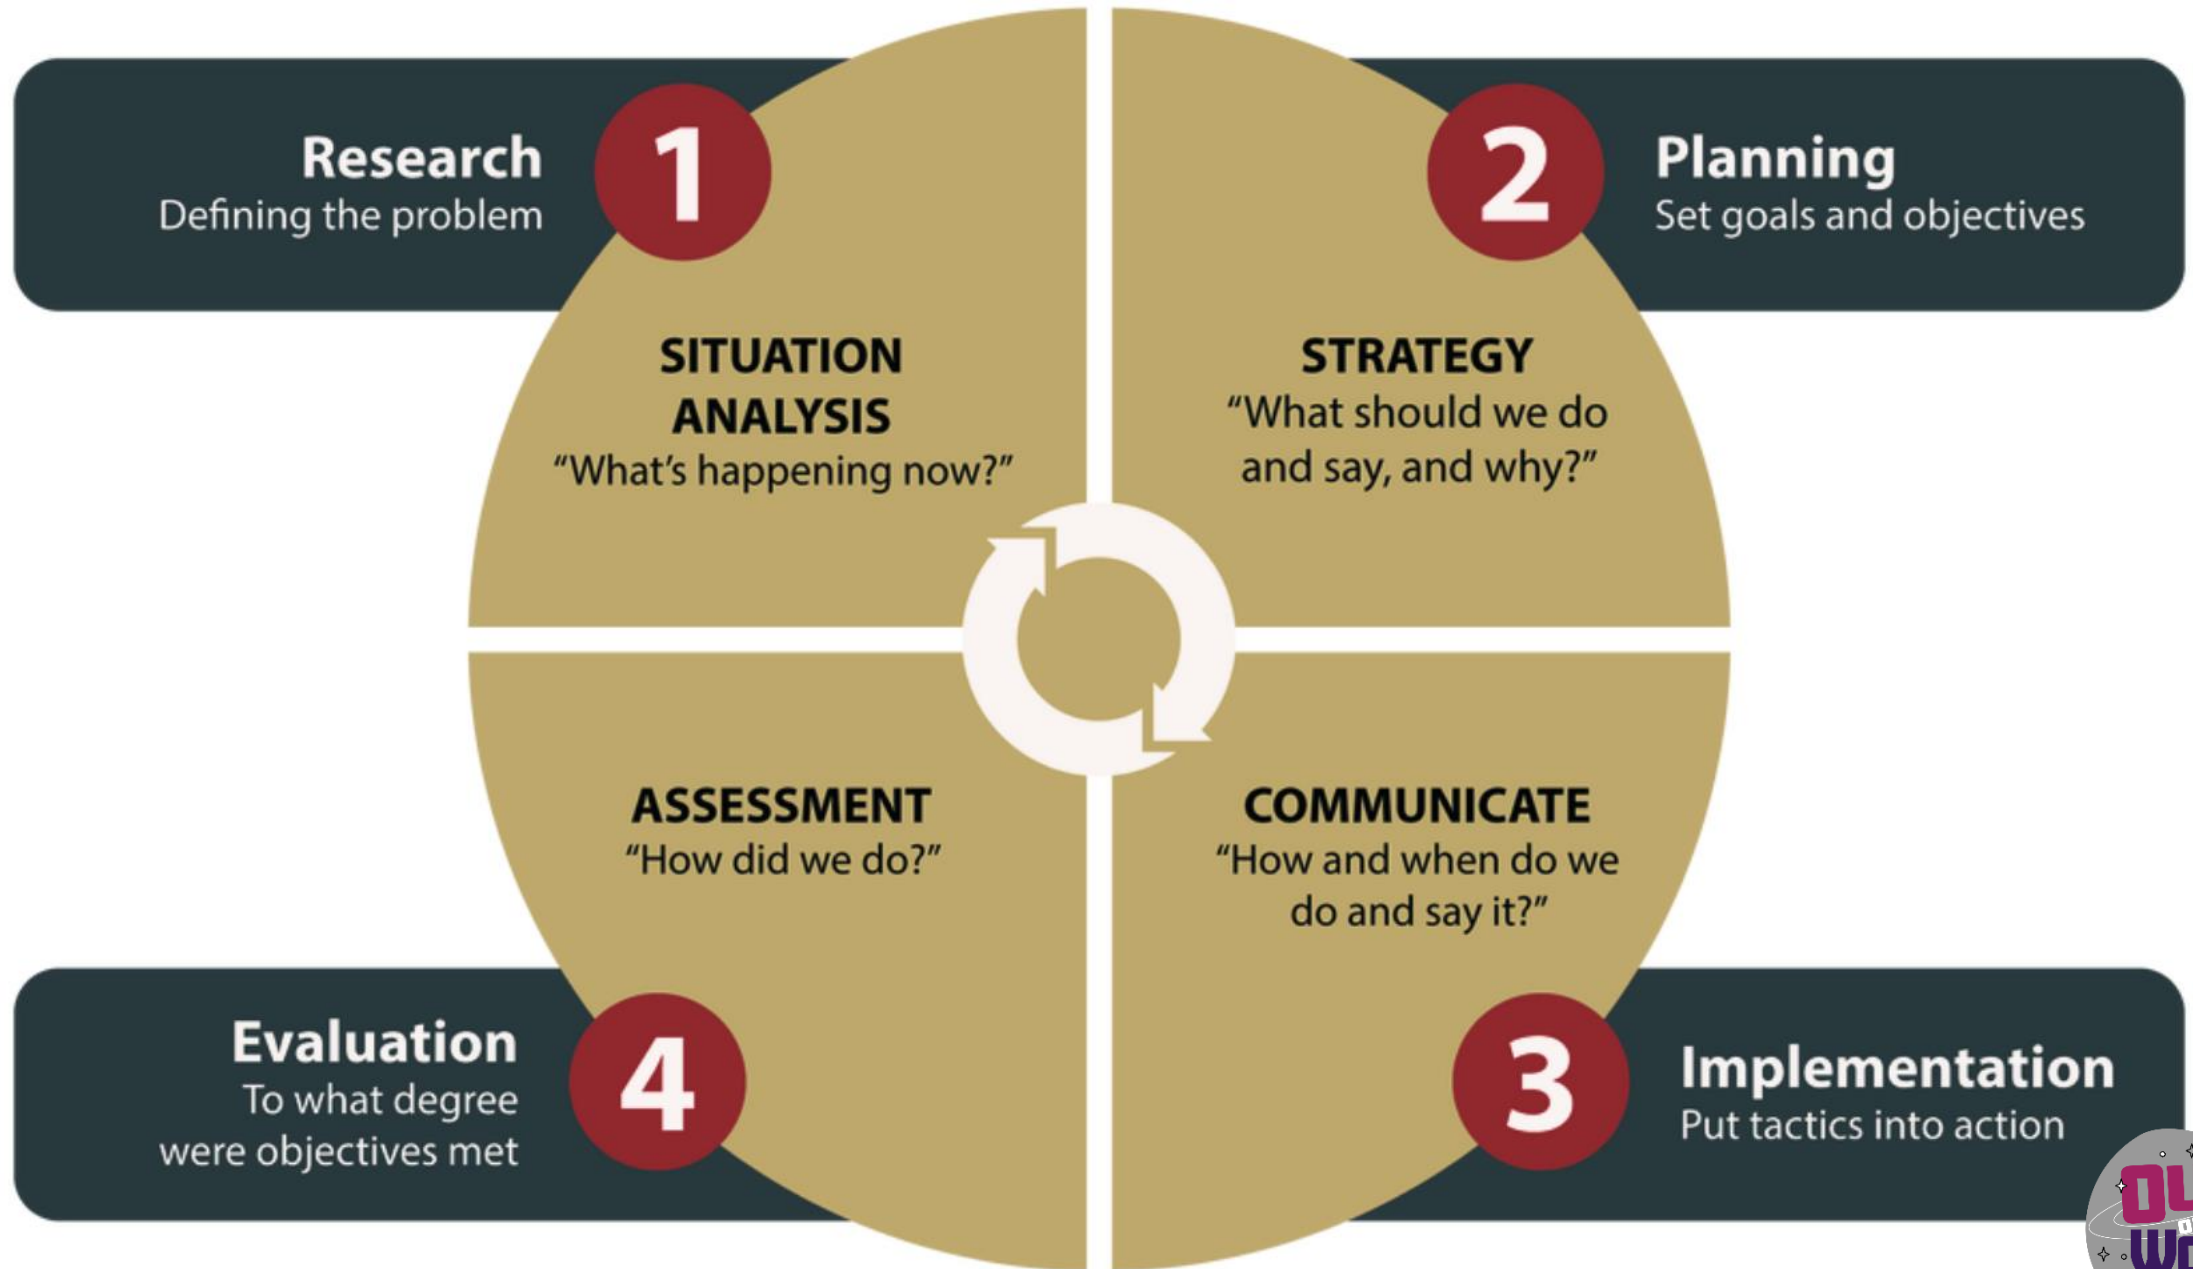 Research
Defining the problem
1
SITUATION
ANALYSIS
“What’s happening now?”
2
Planning
Set goals and objectives
STRATEGY
“What should we do
and say, and why?”
COMMUNICATE
“How and when do we
do and say it?”
3
Implementation
Put tactics into action
ASSESSMENT
“How did we do?”
4
Evaluation
To what degree
were objectives met